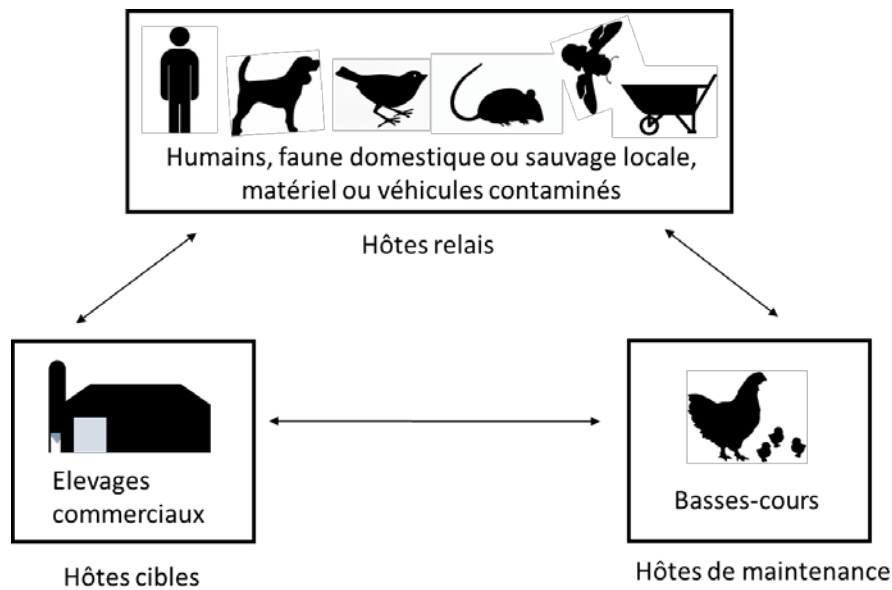 Humains, faune domestique ou sauvage locale,
matériel ou véhicules contaminés
Hôtes relais
Elevages
commerciaux
Hôtes cibles
Basses-cours
Hôtes de maintenance